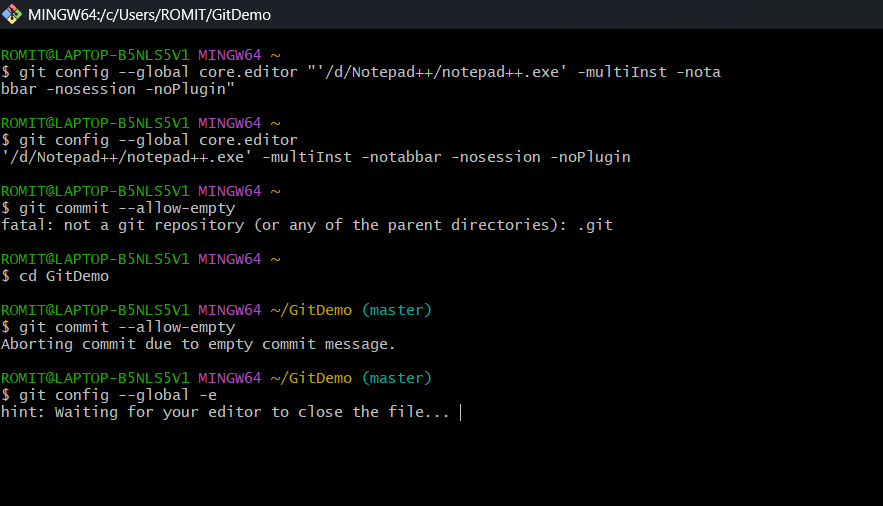 MINGW64:/c/Users/ROMIT/GitDemo
ROMIT@LAPTOP-B5NLS5V1 MINGW64 ~
$ git config --global core.editor "'/d/Notepad++/notepad++.exe' -multiInst -nota
bbar -nosession -noPlugin"
ROMIT@LAPTOP-B5NLS5V1 MINGW64 ~
$ git config --global core.editor
'/d/Notepad++/notepad++.exe' -multiInst -notabbar -nosession -noPlugin
ROMIT@LAPTOP-B5NLS5V1 MINGW64 ~
$ git commit --allow-empty
fatal: not a git repository (or any of the parent directories): .git
ROMIT@LAPTOP-B5NLS5V1 MINGW64 ~
$ cd GitDemo
ROMIT@LAPTOP-B5NLS5V1 MINGW64 ~/GitDemo (master)
$ git commit --allow-empty
Aborting commit due to empty commit message.
ROMIT@LAPTOP-B5NLS5V1 MINGW64 ~/GitDemo (master)
$ git config --global -e
hint: Waiting for your editor to close the file...